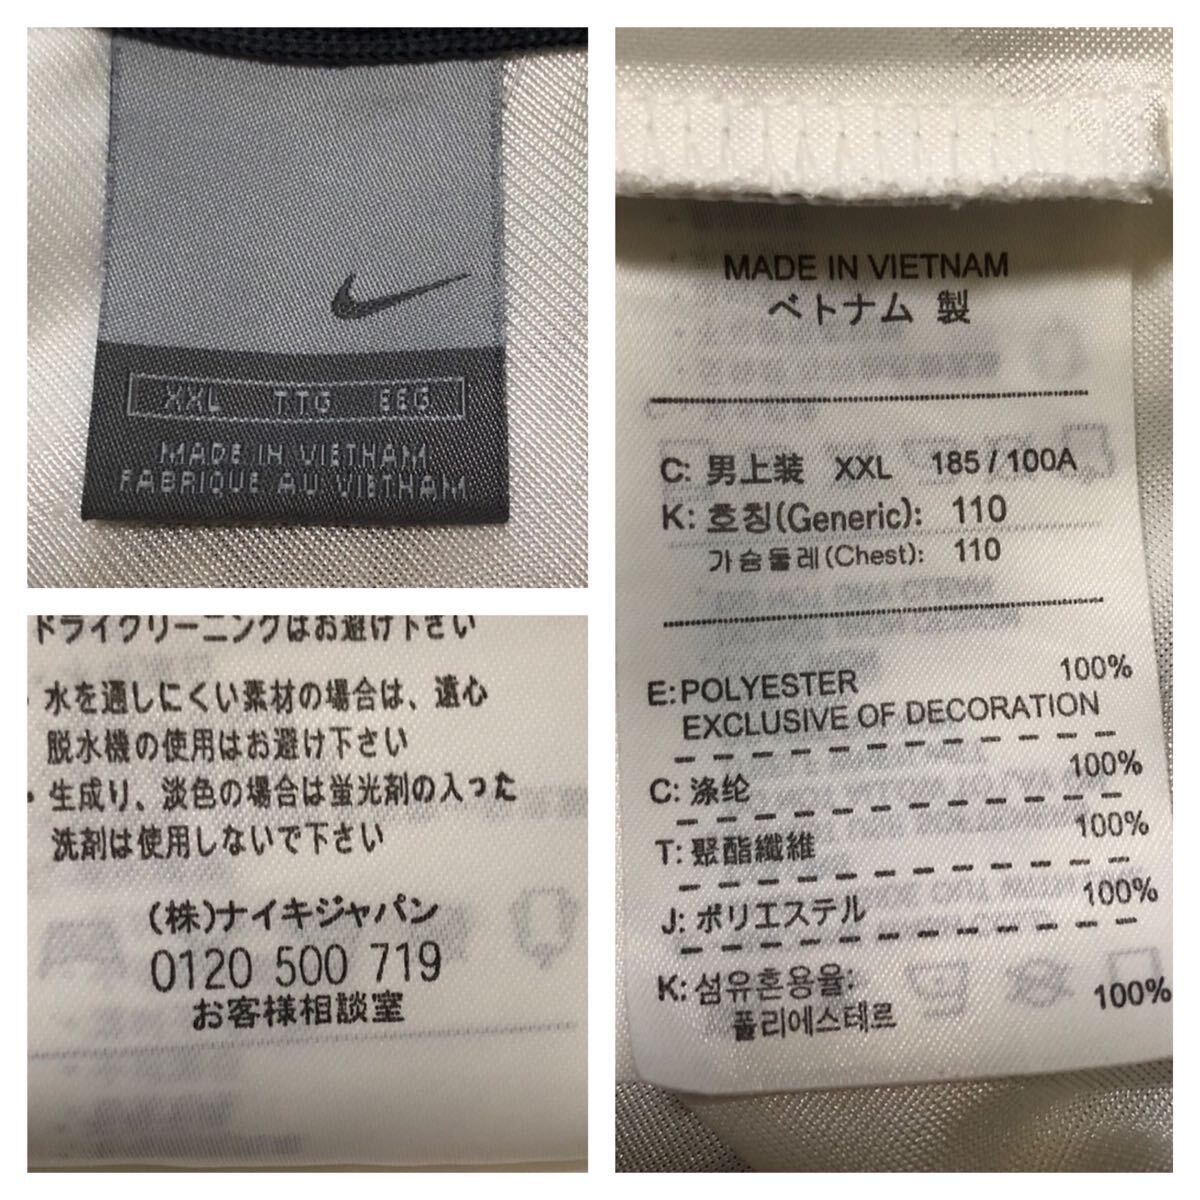 XXL TTG EEG
MADE IN VIETNAM
FABRIQUE AU VIETNAM
ドライクリーニングはお避け下さい
・水を通しにくい素材の場合は、遠心
脱水機の使用はお避け下さい
・生成り、淡色の場合は蛍光剤の入った
洗剤は使用しないで下さい
(株)ナイキジャパン
0120 500 719
お客様相談室
MADE IN VIETNAM
ベトナム 製
C: 男上装 XXL 185 / 100A
K: 호칭(Generic): 110
가슴둘레(Chest): 110
E: POLYESTER 100%
EXCLUSIVE OF DECORATION
C: 涤纶 100%
T: 聚酯纖維 100%
J: ポリエステル 100%
K: 섬유혼용율:
폴리에스테르 100%